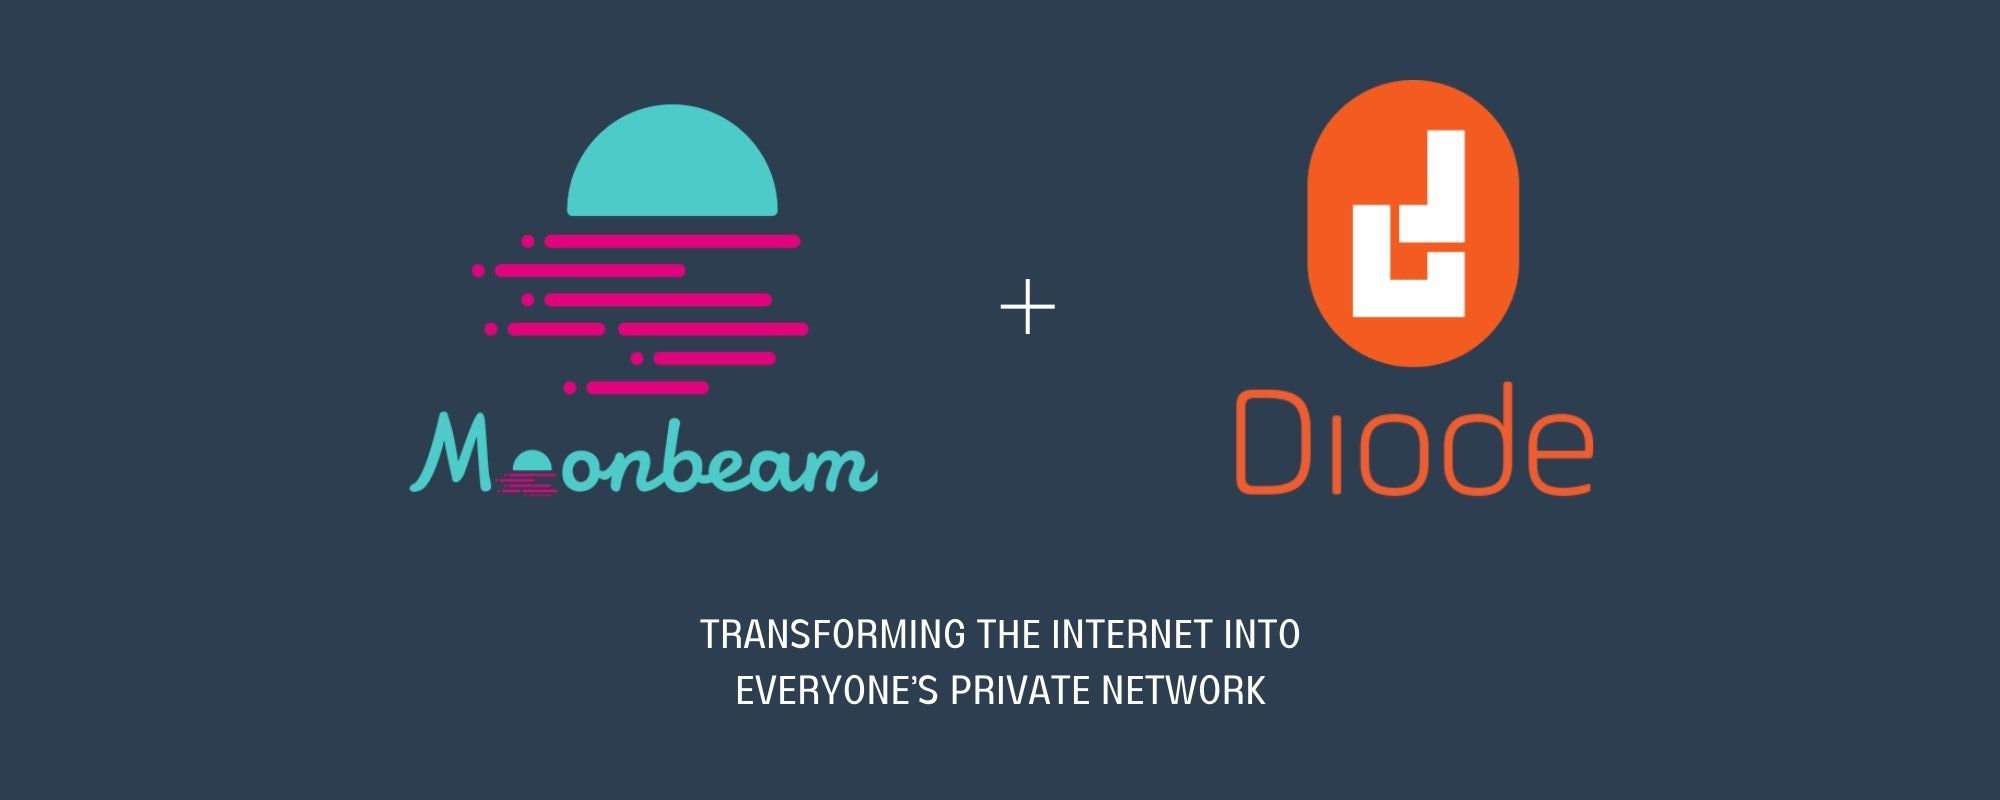 Moonbeam
+
Diode
TRANSFORMING THE INTERNET INTO
EVERYONE’S PRIVATE NETWORK